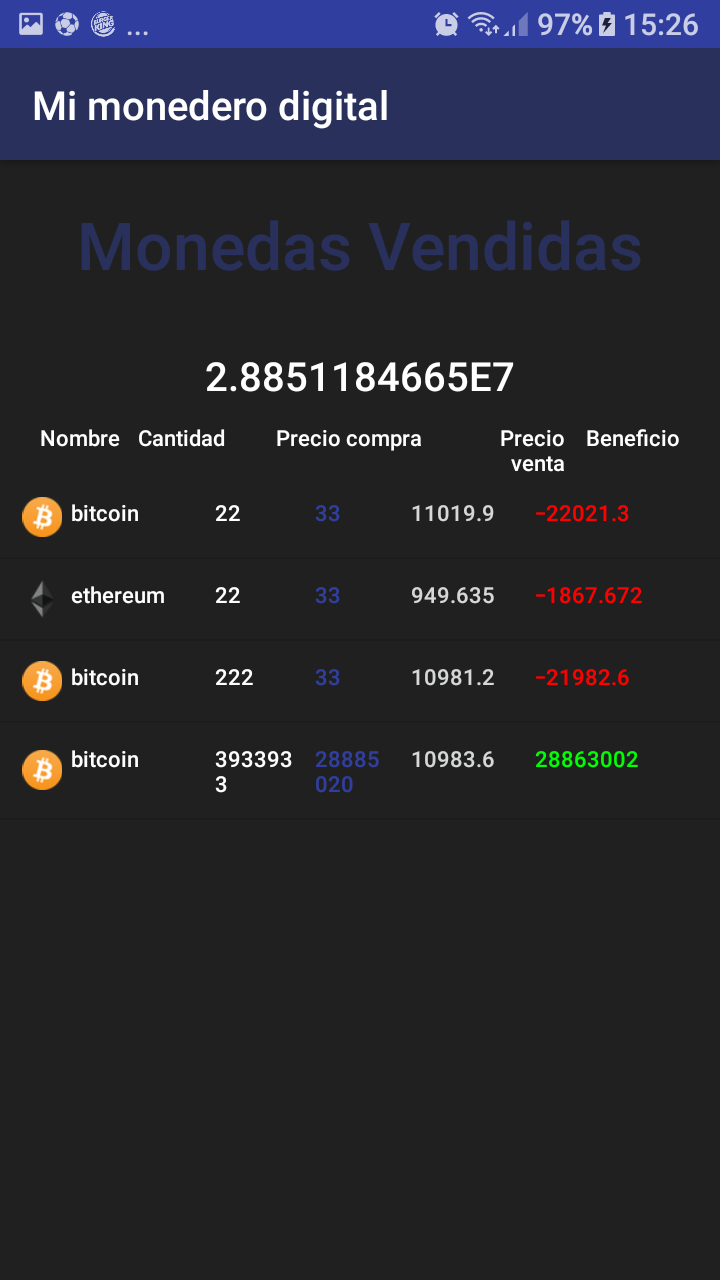 ... 97% 15:26
Mi monedero digital
Monedas Vendidas
2.8851184665E7
Nombre Cantidad Precio compra Precio venta Beneficio
bitcoin 22 33 11019.9 -22021.3
ethereum 22 33 949.635 -1867.672
bitcoin 222 33 10981.2 -21982.6
bitcoin 3933933 28885020 10983.6 28863002